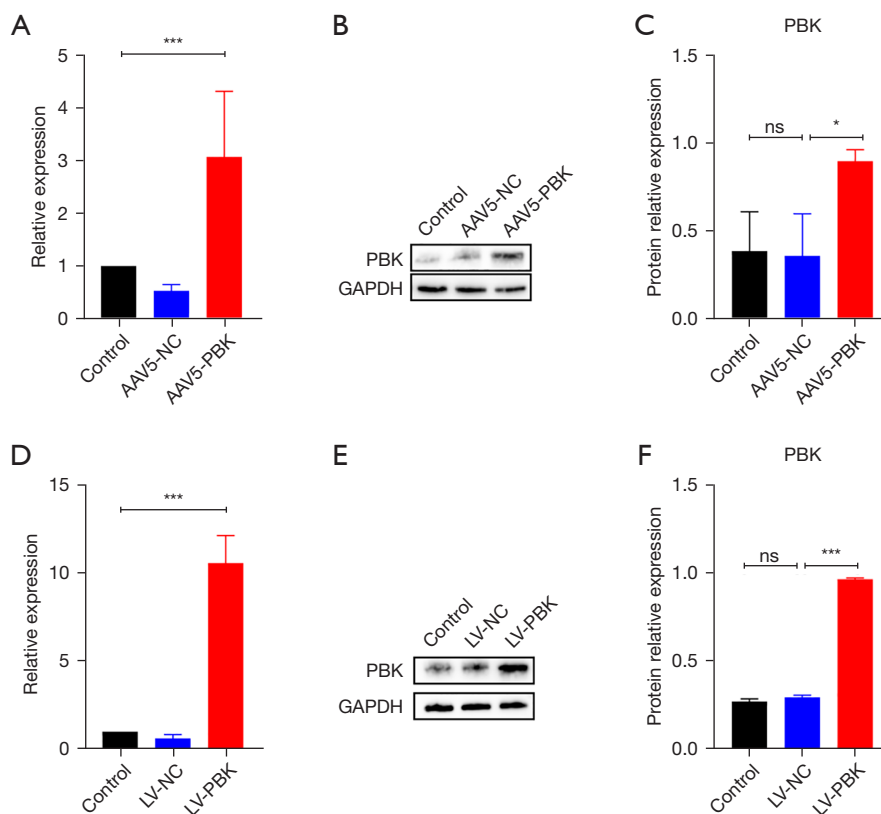 A
***
5
4
3
2
1
0
Relative expression
Control
AAV5-NC
AAV5-PBK
B
Control
AAV5-NC
AAV5-PBK
PBK
GAPDH
C
PBK
1.5
1.0
0.5
0.0
ns
*
Protein relative expression
Control
AAV5-NC
AAV5-PBK
D
***
15
10
5
0
Relative expression
Control
LV-NC
LV-PBK
E
Control
LV-NC
LV-PBK
PBK
GAPDH
F
PBK
1.5
1.0
0.5
0.0
ns
***
Protein relative expression
Control
LV-NC
LV-PBK